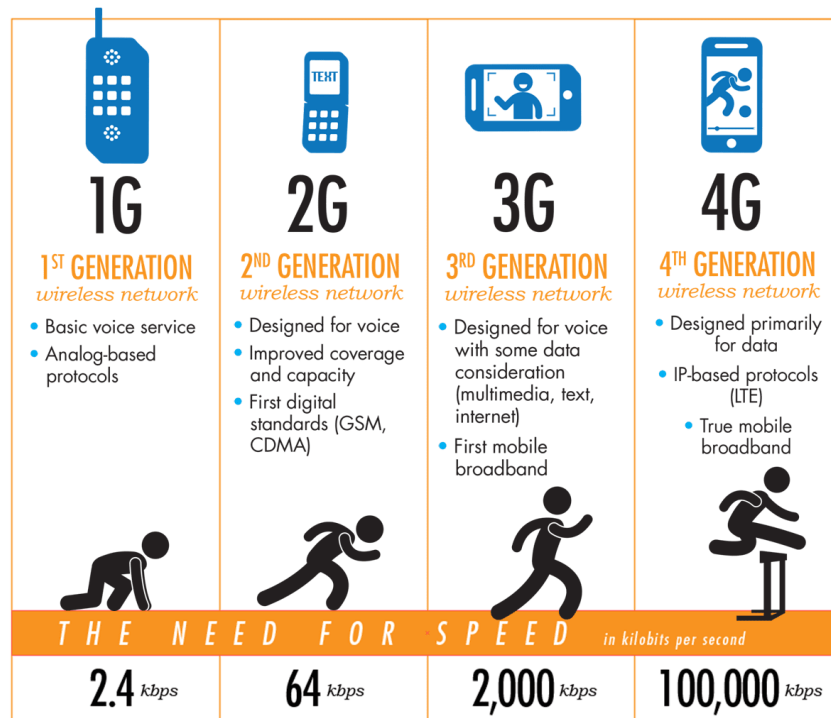 TEXT
1G
1ST GENERATION
wireless network
• Basic voice service
• Analog-based
protocols
2G
2ND GENERATION
wireless network
• Designed for voice
• Improved coverage
and capacity
• First digital
standards (GSM,
CDMA)
3G
3RD GENERATION
wireless network
• Designed for voice
with some data
consideration
(multimedia, text,
internet)
• First mobile
broadband
4G
4TH GENERATION
wireless network
• Designed primarily
for data
• IP-based protocols
(LTE)
• True mobile
broadband
THE NEED FOR SPEED in kilobits per second
2.4 kbps
64 kbps
2,000 kbps
100,000 kbps